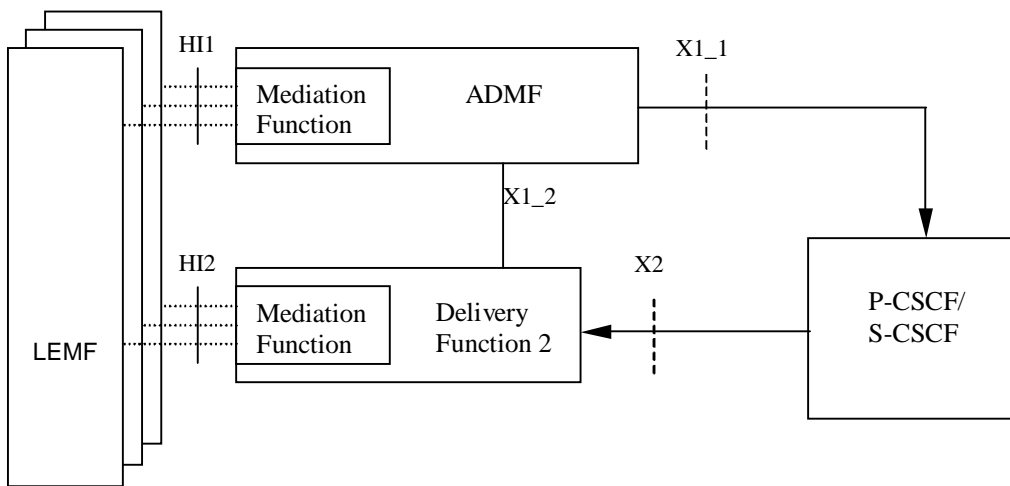 HI1
X1_1
Mediation
Function
ADMF
X1_2
HI2
X2
Mediation
Function
Delivery
Function 2
P-CSCF/
S-CSCF
LEMF